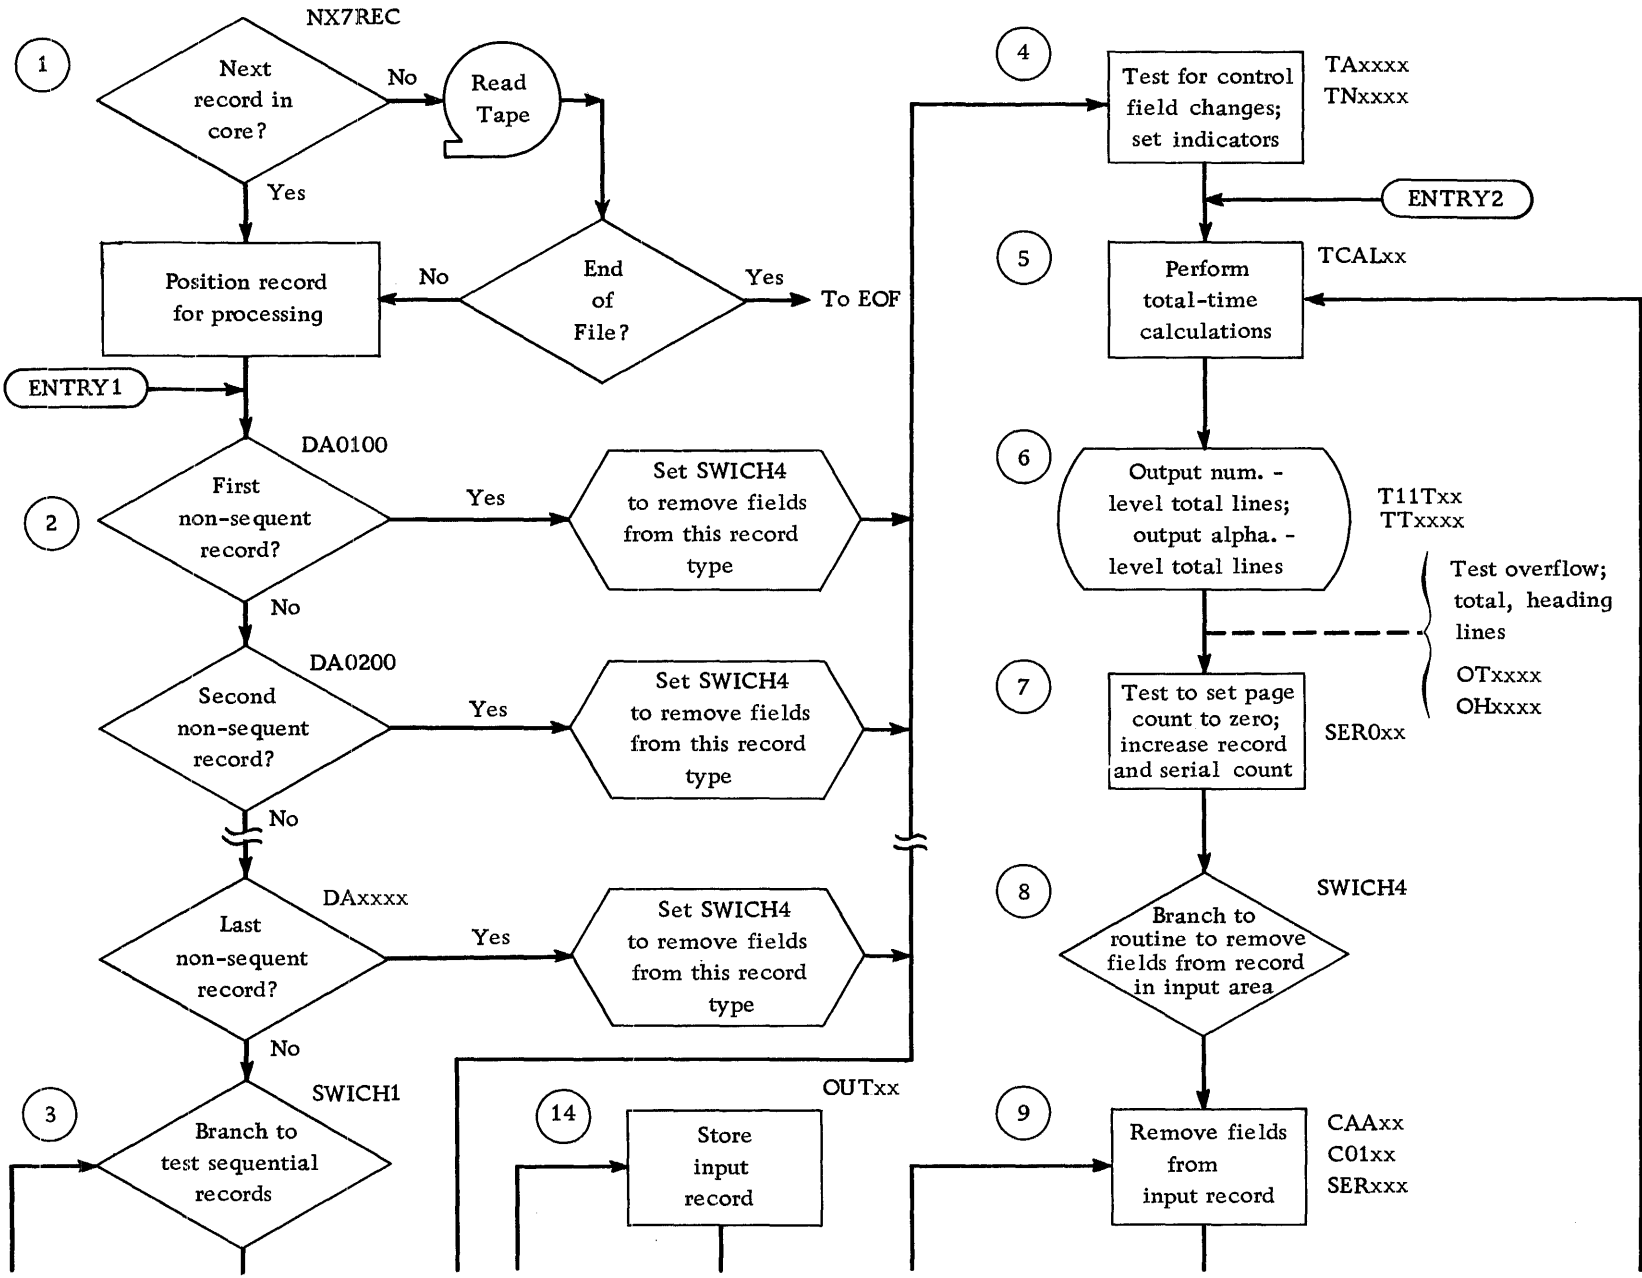 NX7REC
1
Next
record in
core?
No
Read
Tape
Yes
Position record
for processing
No
End
of
File?
Yes
To EOF
ENTRY1
DA0100
2
First
non-sequent
record?
Yes
Set SWICH4
to remove fields
from this record
type
No
DA0200
Second
non-sequent
record?
Yes
Set SWICH4
to remove fields
from this record
type
No
DAxxxx
Last
non-sequent
record?
Yes
Set SWICH4
to remove fields
from this record
type
No
SWICH1
3
Branch to
test sequential
records
OUTxx
14
Store
input
record
4
Test for control
field changes;
set indicators
TAxxxx
TNxxxx
ENTRY2
5
Perform
total-time
calculations
TCALxx
6
Output num. -
level total lines;
output alpha. -
level total lines
T11Txx
TTxxxx
Test overflow;
total, heading
lines
OTxxxx
OHxxxx
7
Test to set page
count to zero;
increase record
and serial count
SER0xx
8
Branch to
routine to remove
fields from record
in input area
SWICH4
9
Remove fields
from
input record
CAAxx
C01xx
SERxxx